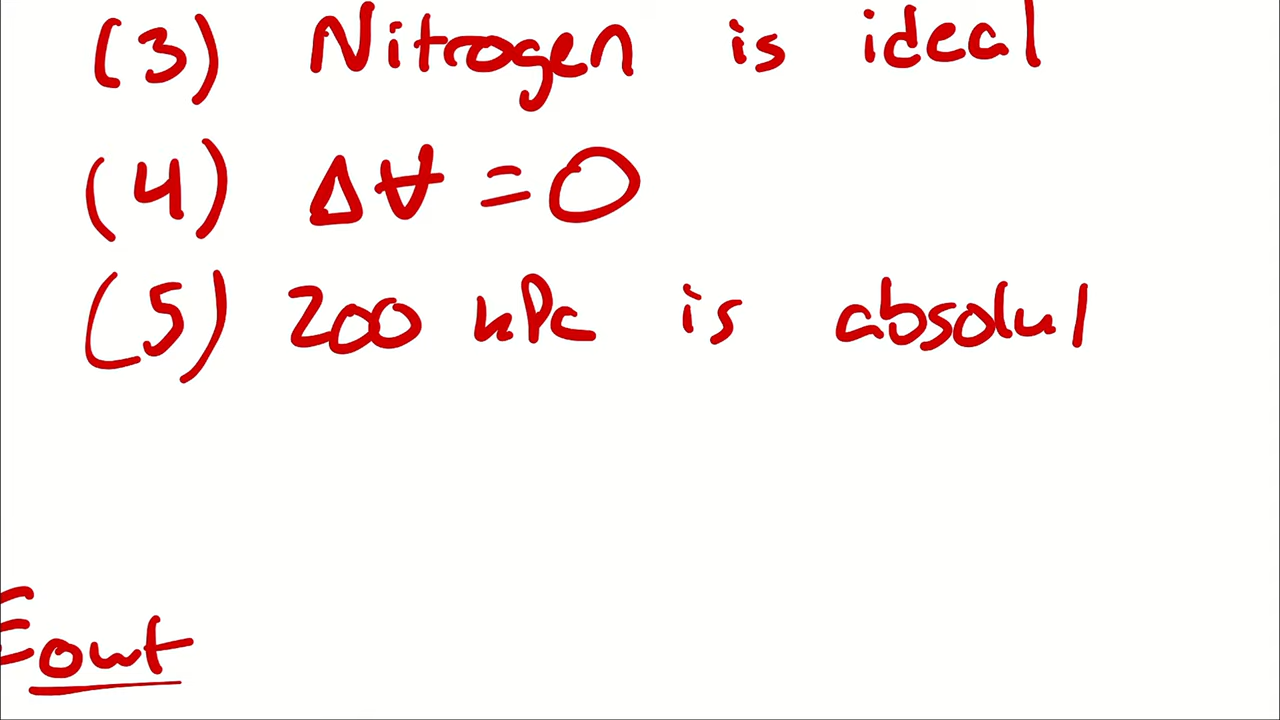 (3) Nitrogen is ideal
(4) ΔV̶ = 0
(5) 200 kPa is absolul
Eout